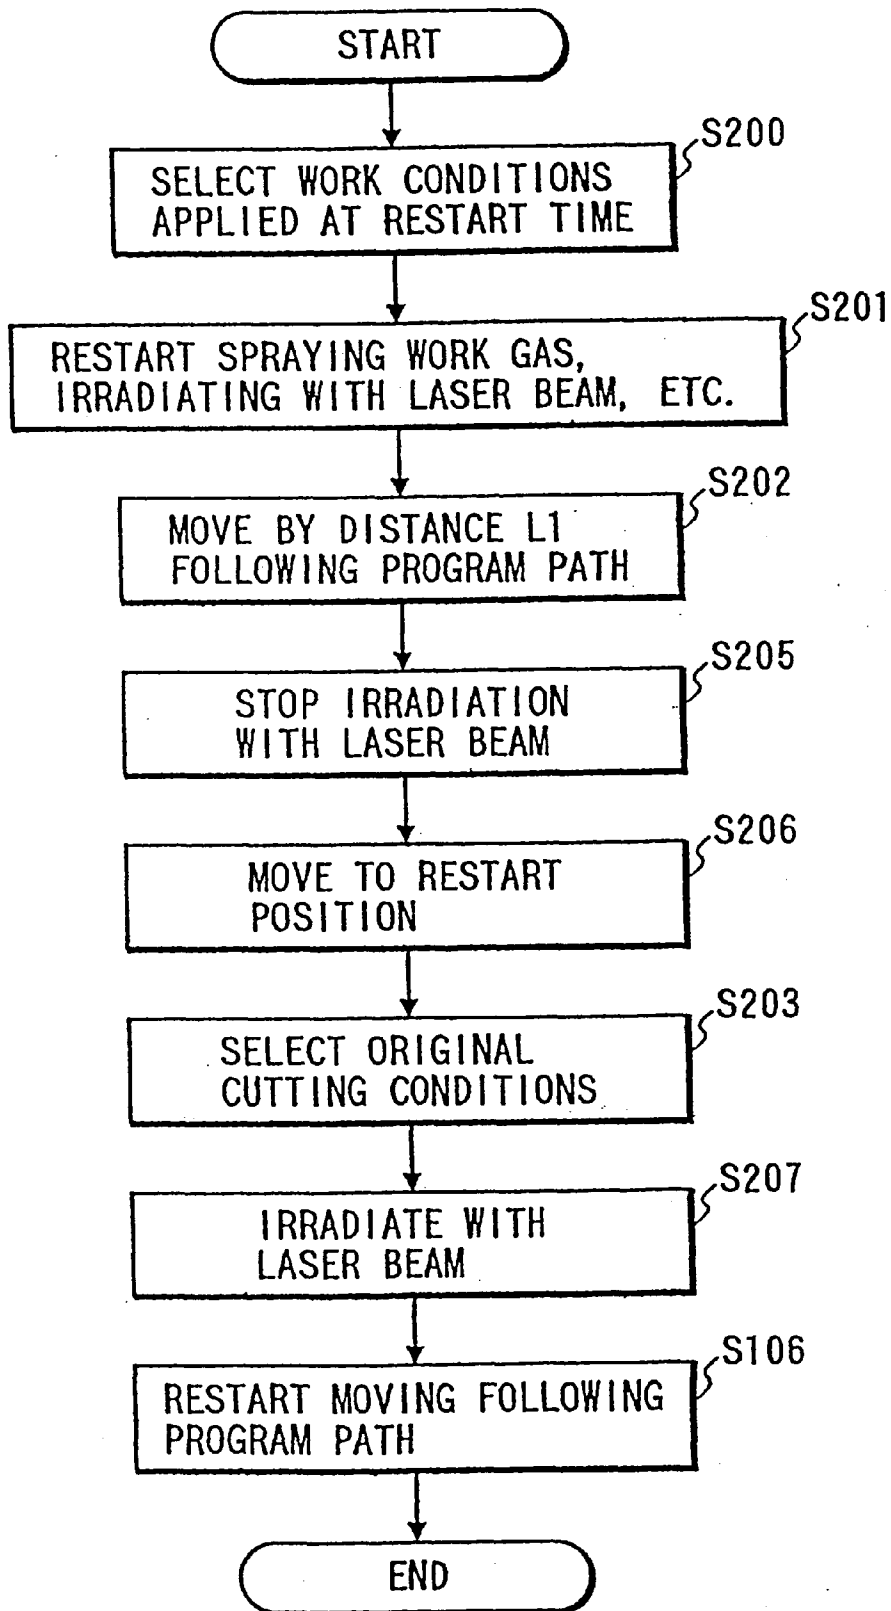 START
S200
SELECT WORK CONDITIONS
APPLIED AT RESTART TIME
S201
RESTART SPRAYING WORK GAS,
IRRADIATING WITH LASER BEAM, ETC.
S202
MOVE BY DISTANCE L1
FOLLOWING PROGRAM PATH
S205
STOP IRRADIATION
WITH LASER BEAM
S206
MOVE TO RESTART
POSITION
S203
SELECT ORIGINAL
CUTTING CONDITIONS
S207
IRRADIATE WITH
LASER BEAM
S106
RESTART MOVING FOLLOWING
PROGRAM PATH
END